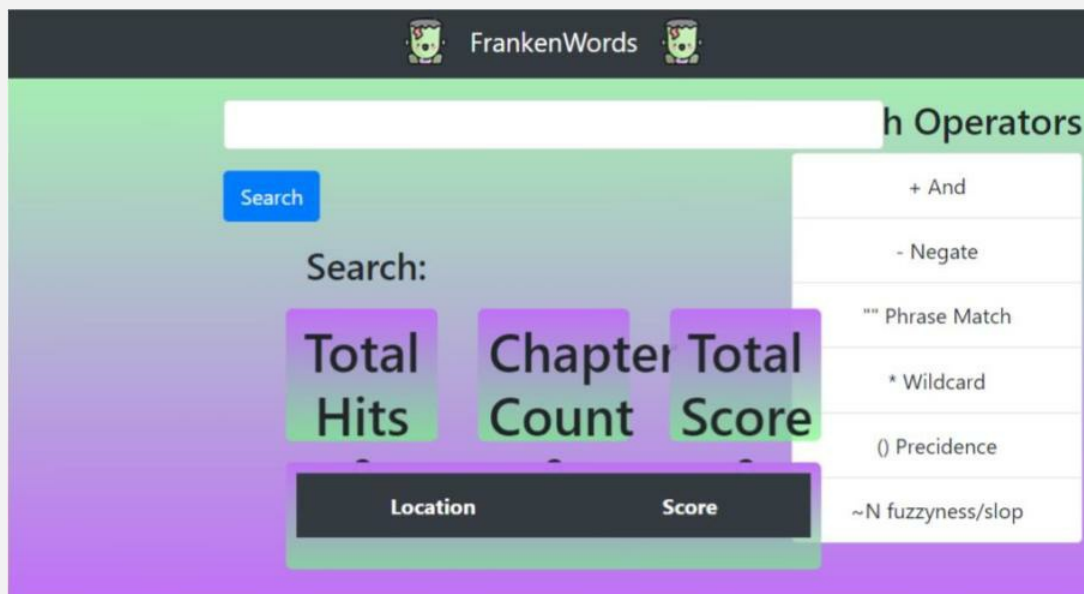 FrankenWords
h Operators
Search
+ And
- Negate
"" Phrase Match
* Wildcard
() Precidence
~N fuzzyness/slop
Search:
Total
Hits
Chapter
Count
Total
Score
Location Score